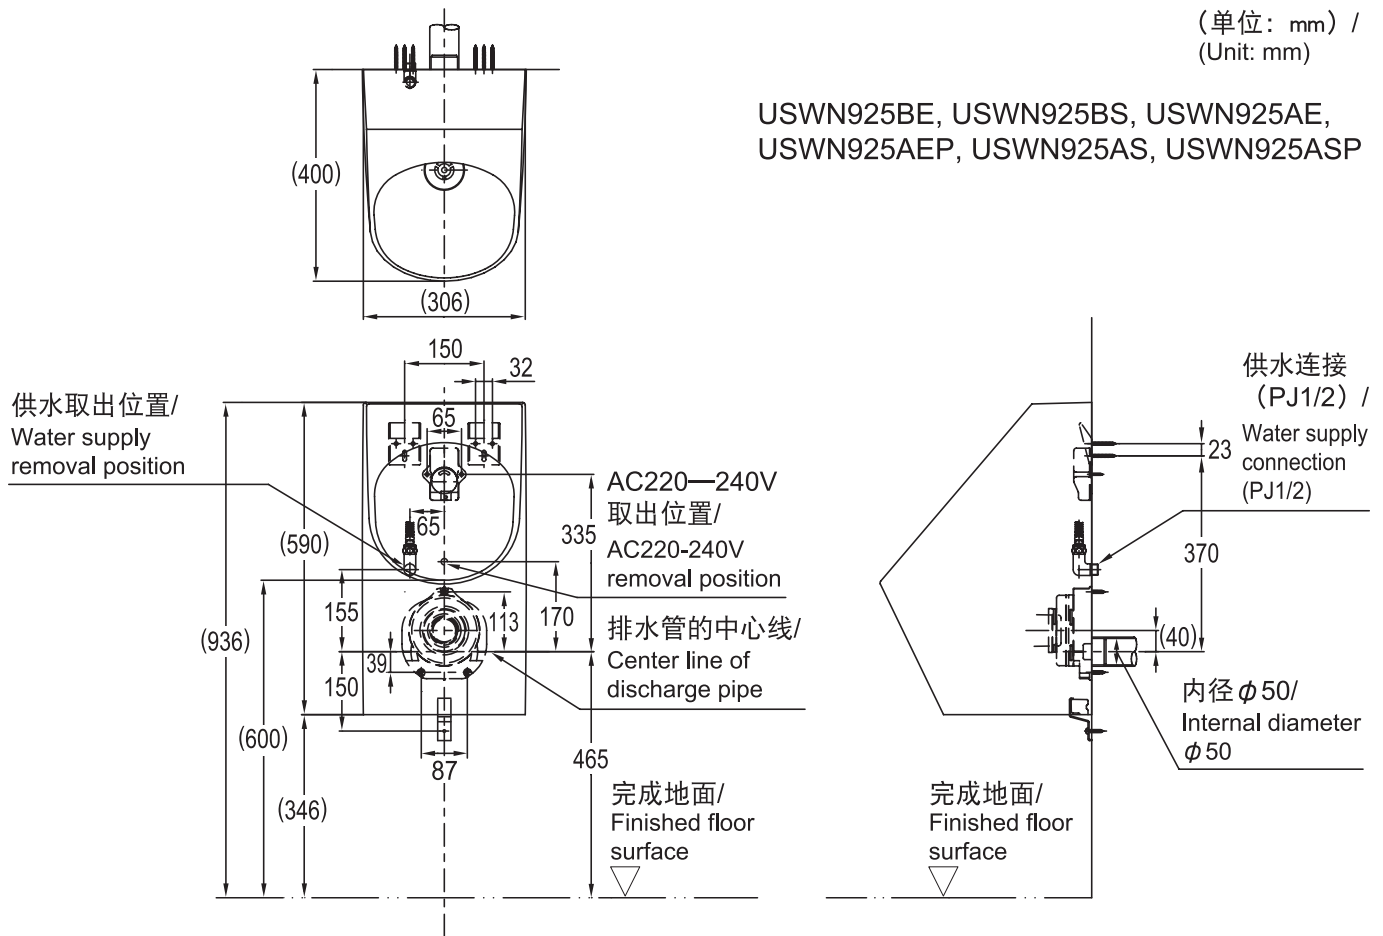 （单位：mm）/
(Unit: mm)
USWN925BE, USWN925BS, USWN925AE,
USWN925AEP, USWN925AS, USWN925ASP
(400)
(306)
150
32
供水取出位置/
Water supply
removal position
65
65
AC220—240V
取出位置/
AC220-240V
removal position
335
(590)
155
113
170
(936)
39
150
排水管的中心线/
Center line of
discharge pipe
(600)
87
465
(346)
完成地面/
Finished floor
surface
供水连接
（PJ1/2）/
Water supply
connection
(PJ1/2)
23
370
(40)
内径ϕ50/
Internal diameter
ϕ50
完成地面/
Finished floor
surface